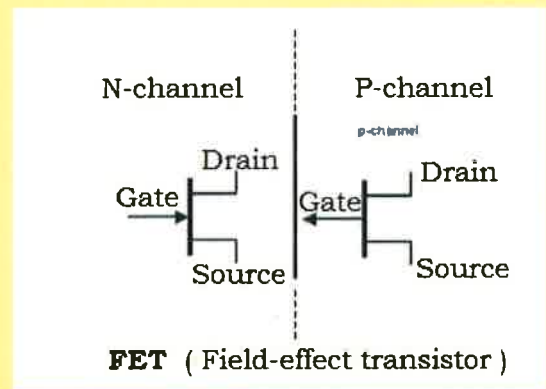 N-channel
P-channel
p-channel
Drain
Gate
Source
Drain
Gate
Source
FET ( Field-effect transistor )